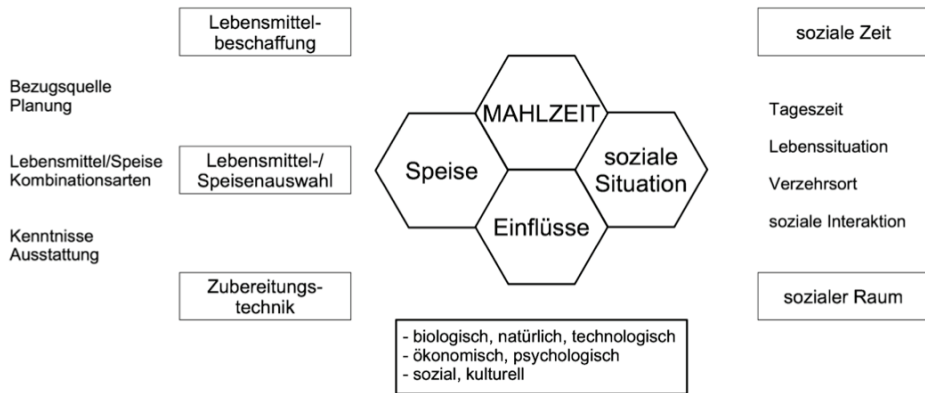 Lebensmittel-
beschaffung
soziale Zeit
Bezugsquelle
Planung
MAHLZEIT
Tageszeit
Lebensmittel/Speise
Kombinationsarten
Lebensmittel-/
Speisenauswahl
Speise
soziale
Situation
Lebenssituation
Verzehrsort
soziale Interaktion
Kenntnisse
Ausstattung
Einflüsse
Zubereitungs-
technik
sozialer Raum
- biologisch, natürlich, technologisch
- ökonomisch, psychologisch
- sozial, kulturell